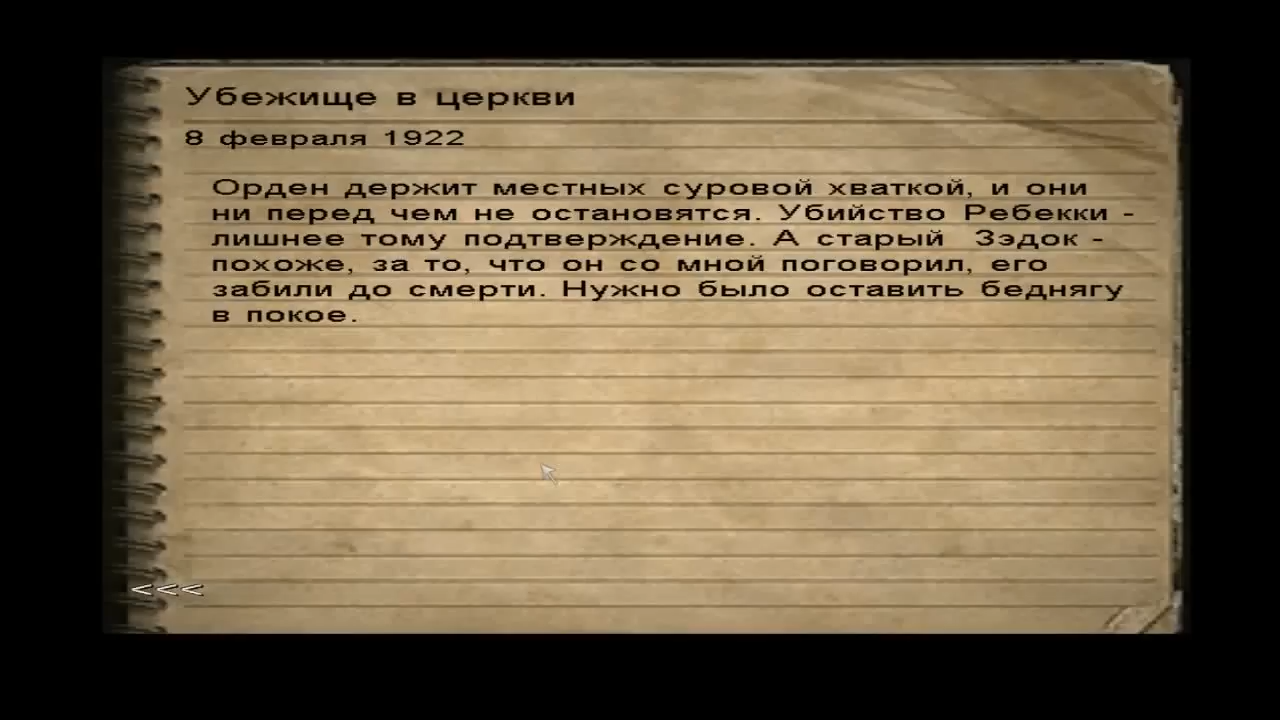 Убежище в церкви
8 февраля 1922
Орден держит местных суровой хваткой, и они
ни перед чем не остановятся. Убийство Ребекки -
лишнее тому подтверждение. А старый  Зэдок -
похоже, за то, что он со мной поговорил, его
забили до смерти. Нужно было оставить беднягу
в покое.
<<<